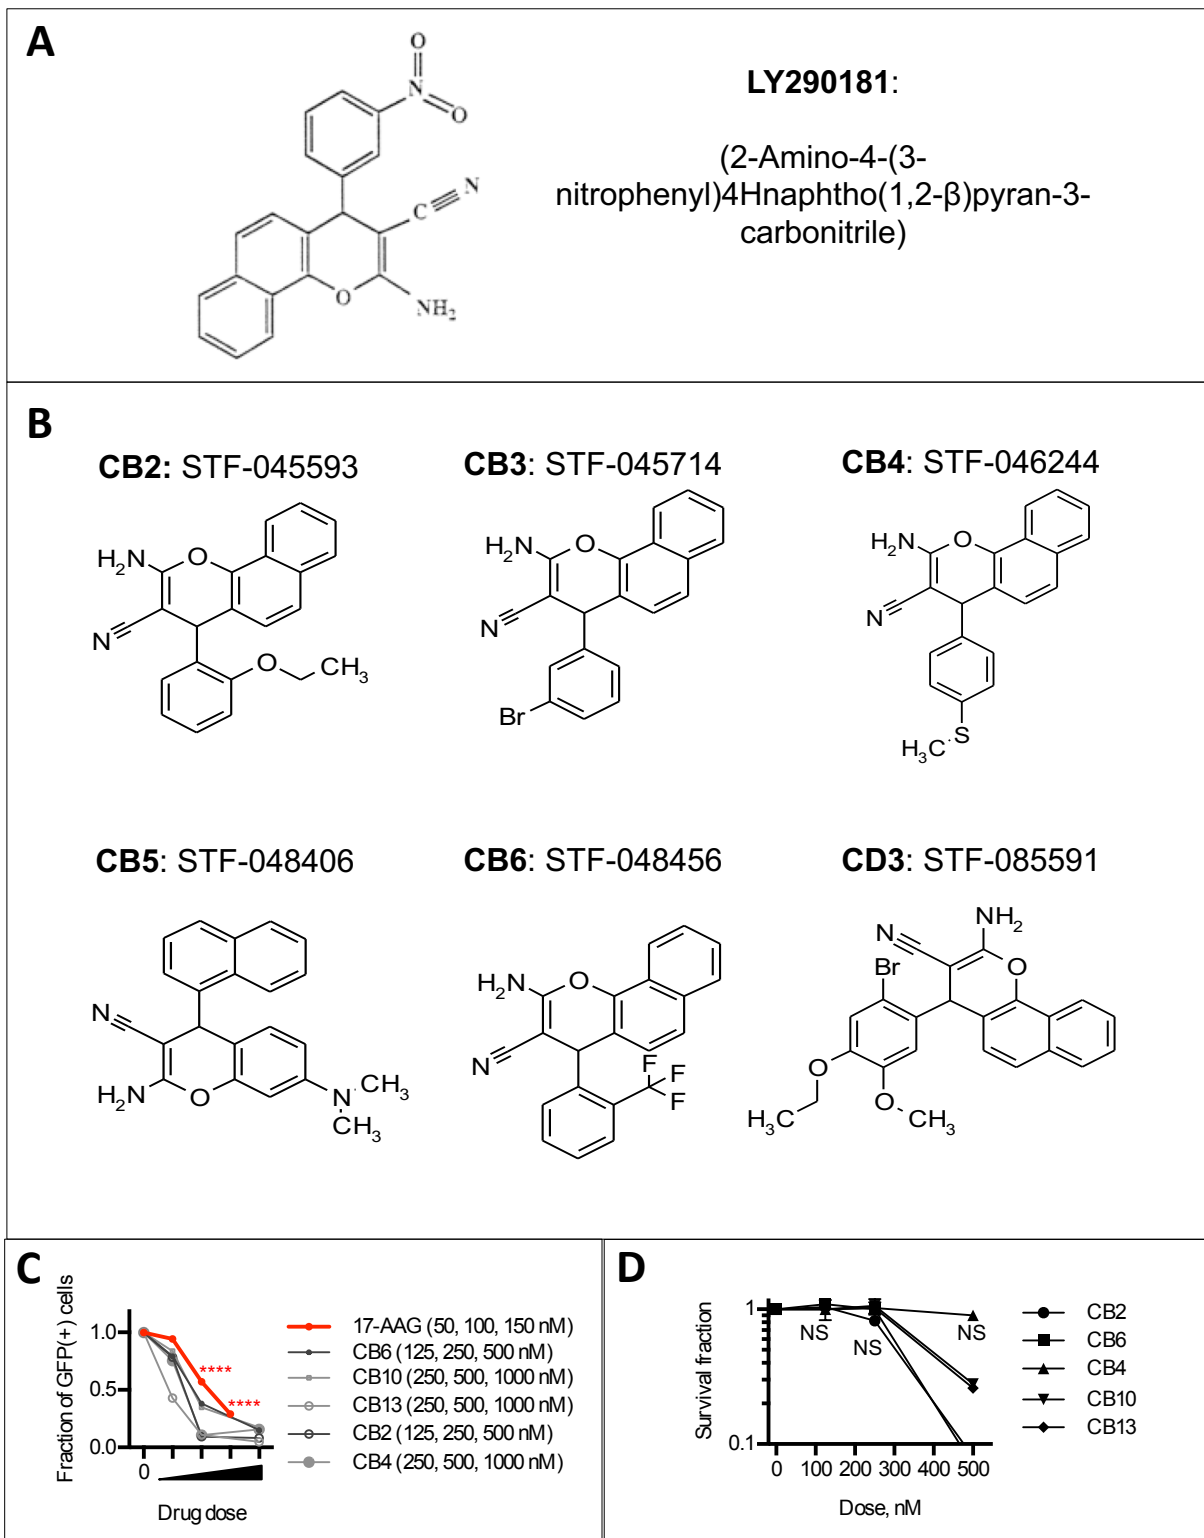 A
LY290181:
(2-Amino-4-(3-
nitrophenyl)4Hnaphtho(1,2-β)pyran-3-
carbonitrile)
O
N
O
C
N
O
NH₂
B
CB2: STF-045593
CB3: STF-045714
CB4: STF-046244
H₂N
O
N
O
CH₃
H₂N
O
N
Br
H₂N
O
N
S
H₃C
CB5: STF-048406
CB6: STF-048456
CD3: STF-085591
N
H₂N
O
N
CH₃
CH₃
H₂N
O
N
F
F
F
NH₂
N
Br
O
O
H₃C
O
CH₃
C
Fraction of GFP(+) cells
1.0
0.5
0.0
0
****
****
Drug dose
17-AAG (50, 100, 150 nM)
CB6 (125, 250, 500 nM)
CB10 (250, 500, 1000 nM)
CB13 (250, 500, 1000 nM)
CB2 (125, 250, 500 nM)
CB4 (250, 500, 1000 nM)
D
Survival fraction
1
0.1
NS
NS
NS
0 100 200 300 400 500
Dose, nM
CB2
CB6
CB4
CB10
CB13